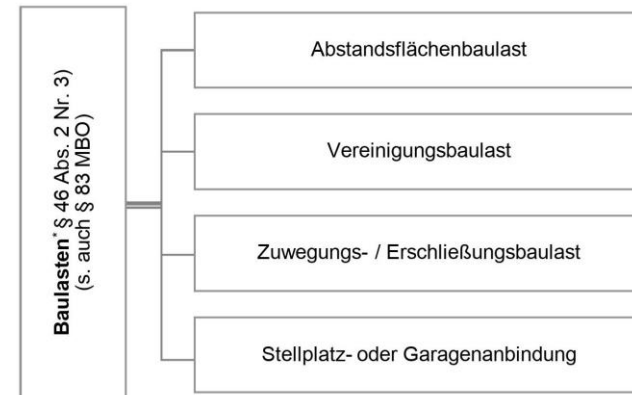 Baulasten* § 46 Abs. 2 Nr. 3)
(s. auch § 83 MBO)
Abstandsflächenbaulast
Vereinigungsbaulast
Zuwegungs- / Erschließungsbaulast
Stellplatz- oder Garagenanbindung